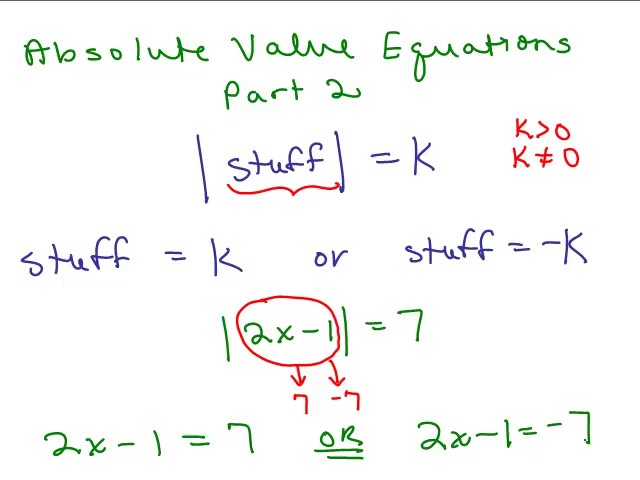 Absolute Value Equations
Part 2
|stuff| = K
K>0
K≠0
stuff = K or stuff = -K
|2x-1| = 7
7 -7
2x-1 = 7 OR 2x-1 = -7